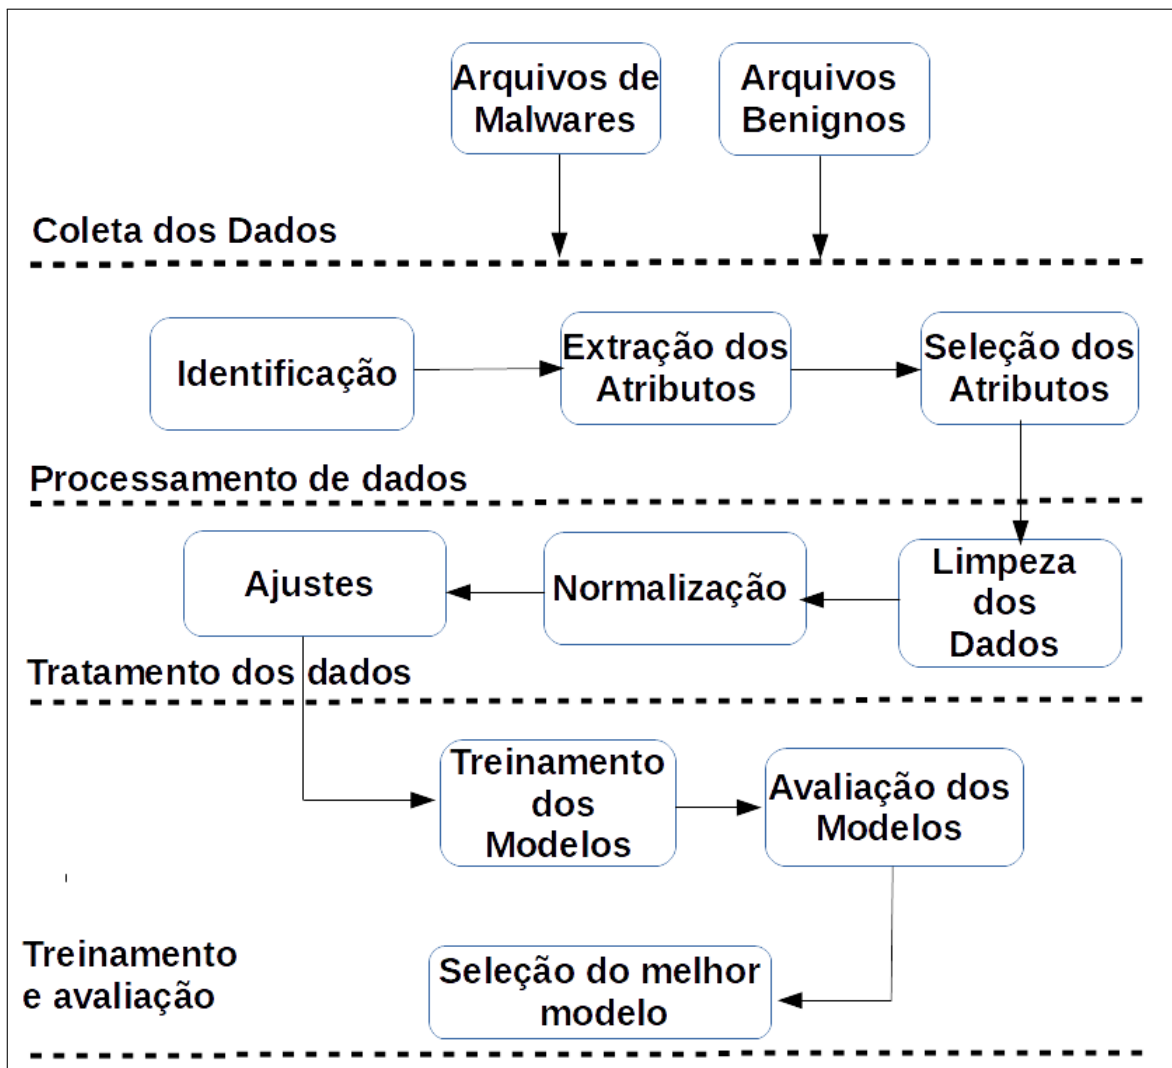 Arquivos de
Malwares
Arquivos
Benignos
Coleta dos Dados
Identificação
Extração dos
Atributos
Seleção dos
Atributos
Processamento de dados
Limpeza
dos
Dados
Normalização
Ajustes
Tratamento dos dados
Treinamento
dos
Modelos
Avaliação dos
Modelos
Seleção do melhor
modelo
Treinamento
e avaliação